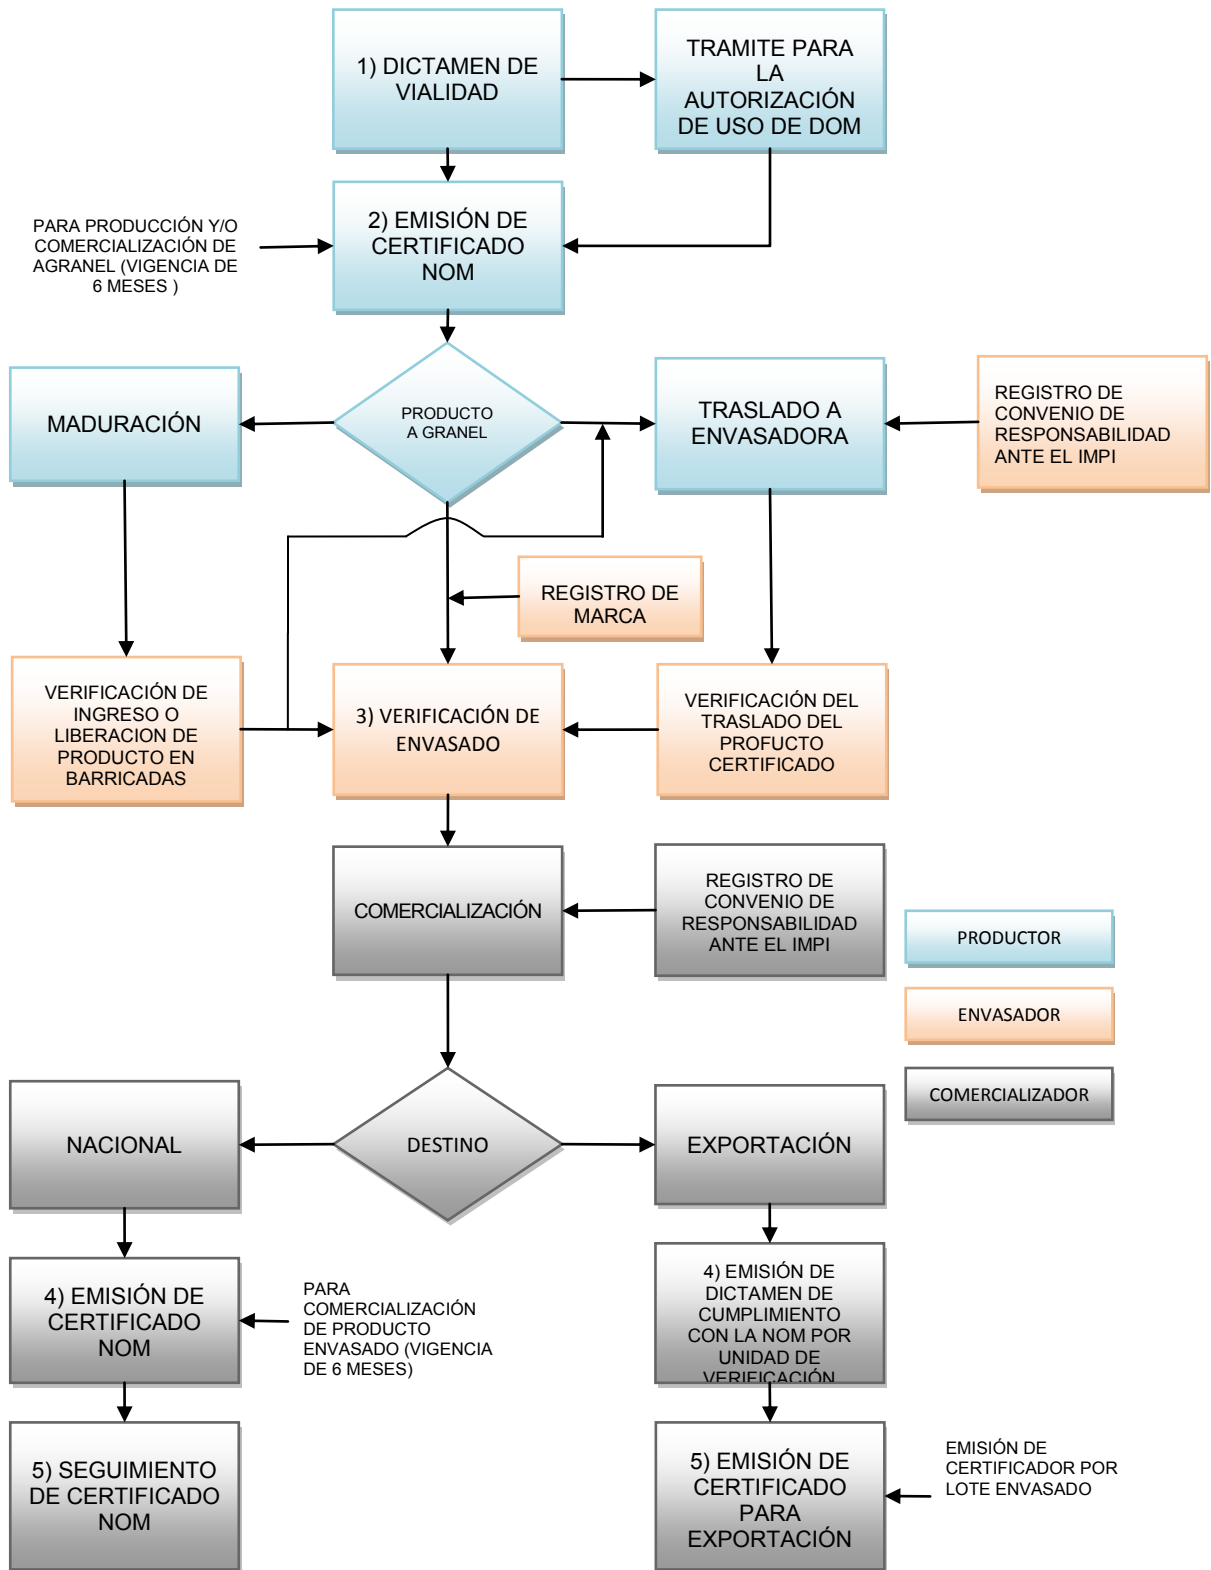 1) DICTAMEN DE
VIALIDAD
TRAMITE PARA
LA
AUTORIZACIÓN
DE USO DE DOM
PARA PRODUCCIÓN Y/O
COMERCIALIZACIÓN DE
AGRANEL (VIGENCIA DE
6 MESES )
2) EMISIÓN DE
CERTIFICADO
NOM
MADURACIÓN
PRODUCTO
A GRANEL
TRASLADO A
ENVASADORA
REGISTRO DE
CONVENIO DE
RESPONSABILIDAD
ANTE EL IMPI
REGISTRO DE
MARCA
VERIFICACIÓN DE
INGRESO O
LIBERACION DE
PRODUCTO EN
BARRICADAS
3) VERIFICACIÓN DE
ENVASADO
VERIFICACIÓN DEL
TRASLADO DEL
PROFUCTO
CERTIFICADO
COMERCIALIZACIÓN
REGISTRO DE
CONVENIO DE
RESPONSABILIDAD
ANTE EL IMPI
PRODUCTOR
ENVASADOR
COMERCIALIZADOR
NACIONAL
DESTINO
EXPORTACIÓN
4) EMISIÓN DE
CERTIFICADO
NOM
PARA
COMERCIALIZACIÓN
DE PRODUCTO
ENVASADO (VIGENCIA
DE 6 MESES)
4) EMISIÓN DE
DICTAMEN DE
CUMPLIMIENTO
CON LA NOM POR
UNIDAD DE
VERIFICACIÓN
5) SEGUIMIENTO
DE CERTIFICADO
NOM
5) EMISIÓN DE
CERTIFICADO
PARA
EXPORTACIÓN
EMISIÓN DE
CERTIFICADOR POR
LOTE ENVASADO